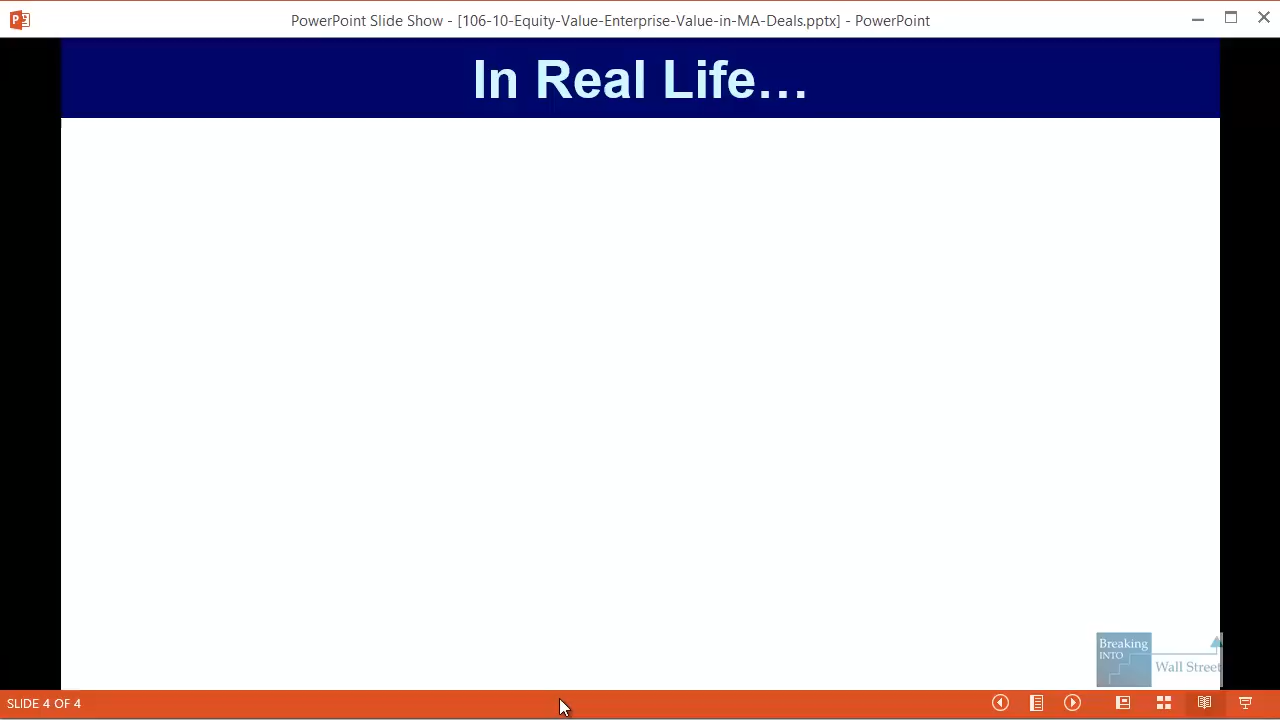 PowerPoint Slide Show - [106-10-Equity-Value-Enterprise-Value-in-MA-Deals.pptx] - PowerPoint
In Real Life…
Breaking
INTO
Wall Street
SLIDE 4 OF 4